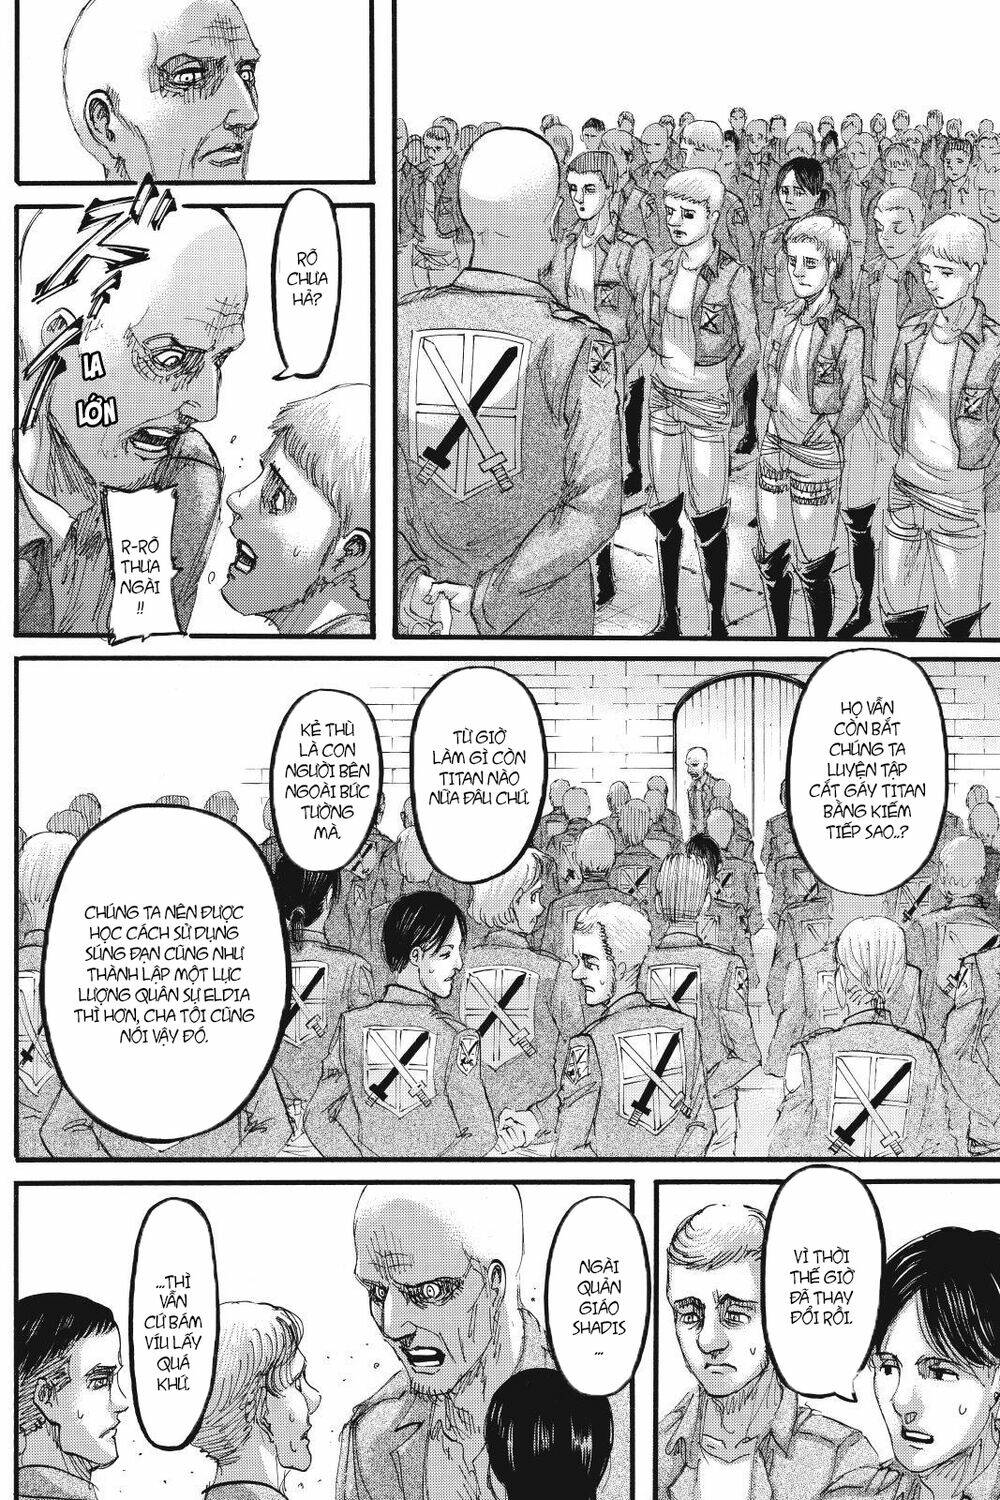 RÕ
CHƯA
HẢ?
LA
LỚN
R-RÕ
THƯA
NGÀI
!!
HỌ VẪN
CÒN BẮT
CHÚNG TA
LUYỆN TẬP
CẮT GÁY TITAN
BẰNG KIẾM
TIẾP SAO..?
TỪ GIỜ
LÀM GÌ CÒN
TITAN NÀO
NỮA ĐÂU CHỨ.
KẺ THÙ
LÀ CON
NGƯỜI BÊN
NGOÀI BỨC
TƯỜNG
MÀ.
CHÚNG TA NÊN ĐƯỢC
HỌC CÁCH SỬ DỤNG
SÚNG ĐẠN CŨNG NHƯ
THÀNH LẬP MỘT LỰC
LƯỢNG QUÂN SỰ ELDIA
THÌ HƠN, CHA TÔI CŨNG
NÓI VẬY ĐÓ.
VÌ THỜI
THẾ GIỜ
ĐÃ THAY
ĐỔI RỒI.
NGÀI
QUẢN
GIÁO
SHADIS
...
...THÌ
VẪN
CỨ BÁM
VÍU LẤY
QUÁ
KHỨ.